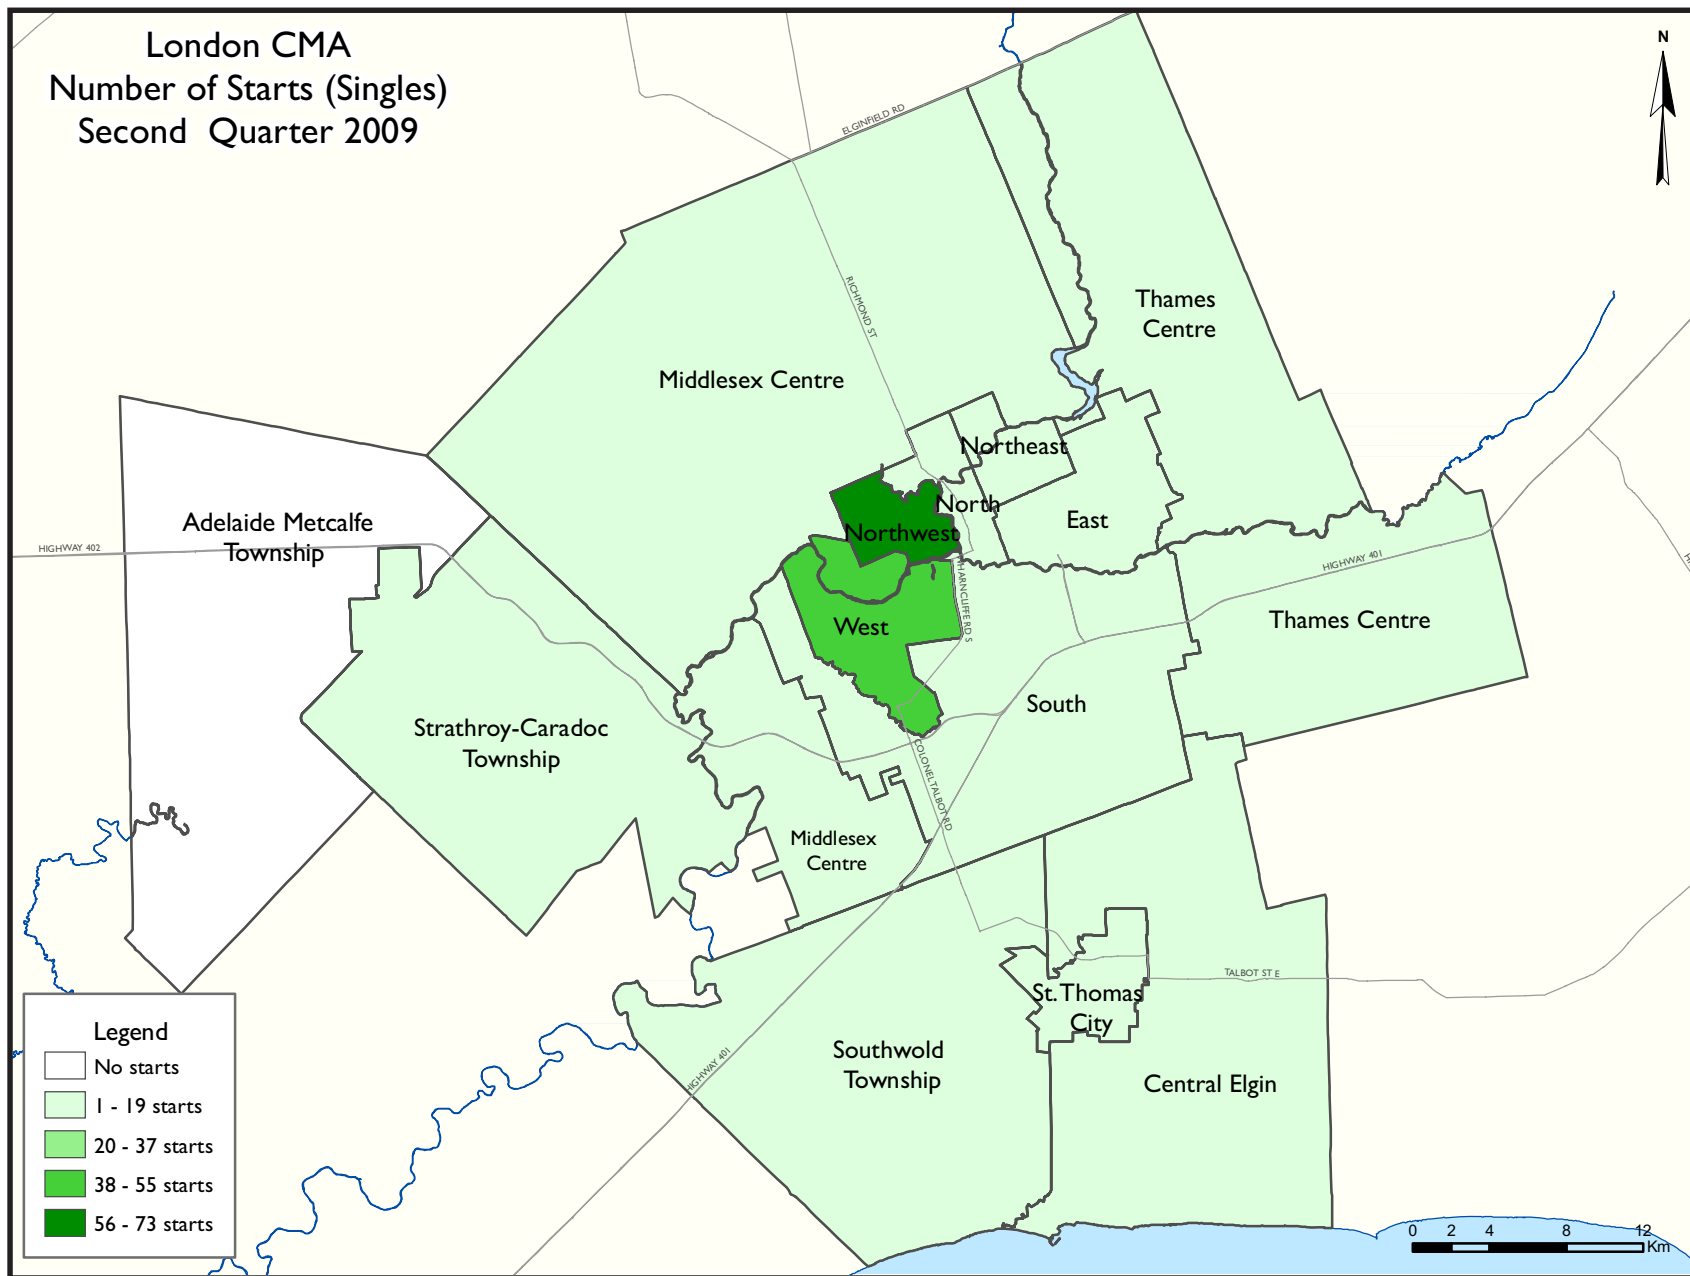 London CMA
Number of Starts (Singles)
Second Quarter 2009
N
ELGINFIELD RD
RICHMOND ST
Thames
Centre
Middlesex Centre
Northeast
North
Northwest
East
Adelaide Metcalfe
Township
HIGHWAY 402
HIGHWAY 401
WHARNCLIFFE RD S
West
Thames Centre
South
Strathroy-Caradoc
Township
COLONEL TALBOT RD
Middlesex
Centre
TALBOT ST E
St. Thomas
City
Southwold
Township
HIGHWAY 401
Central Elgin
Legend
No starts
1 - 19 starts
20 - 37 starts
38 - 55 starts
56 - 73 starts
0 2 4 8 12
Km